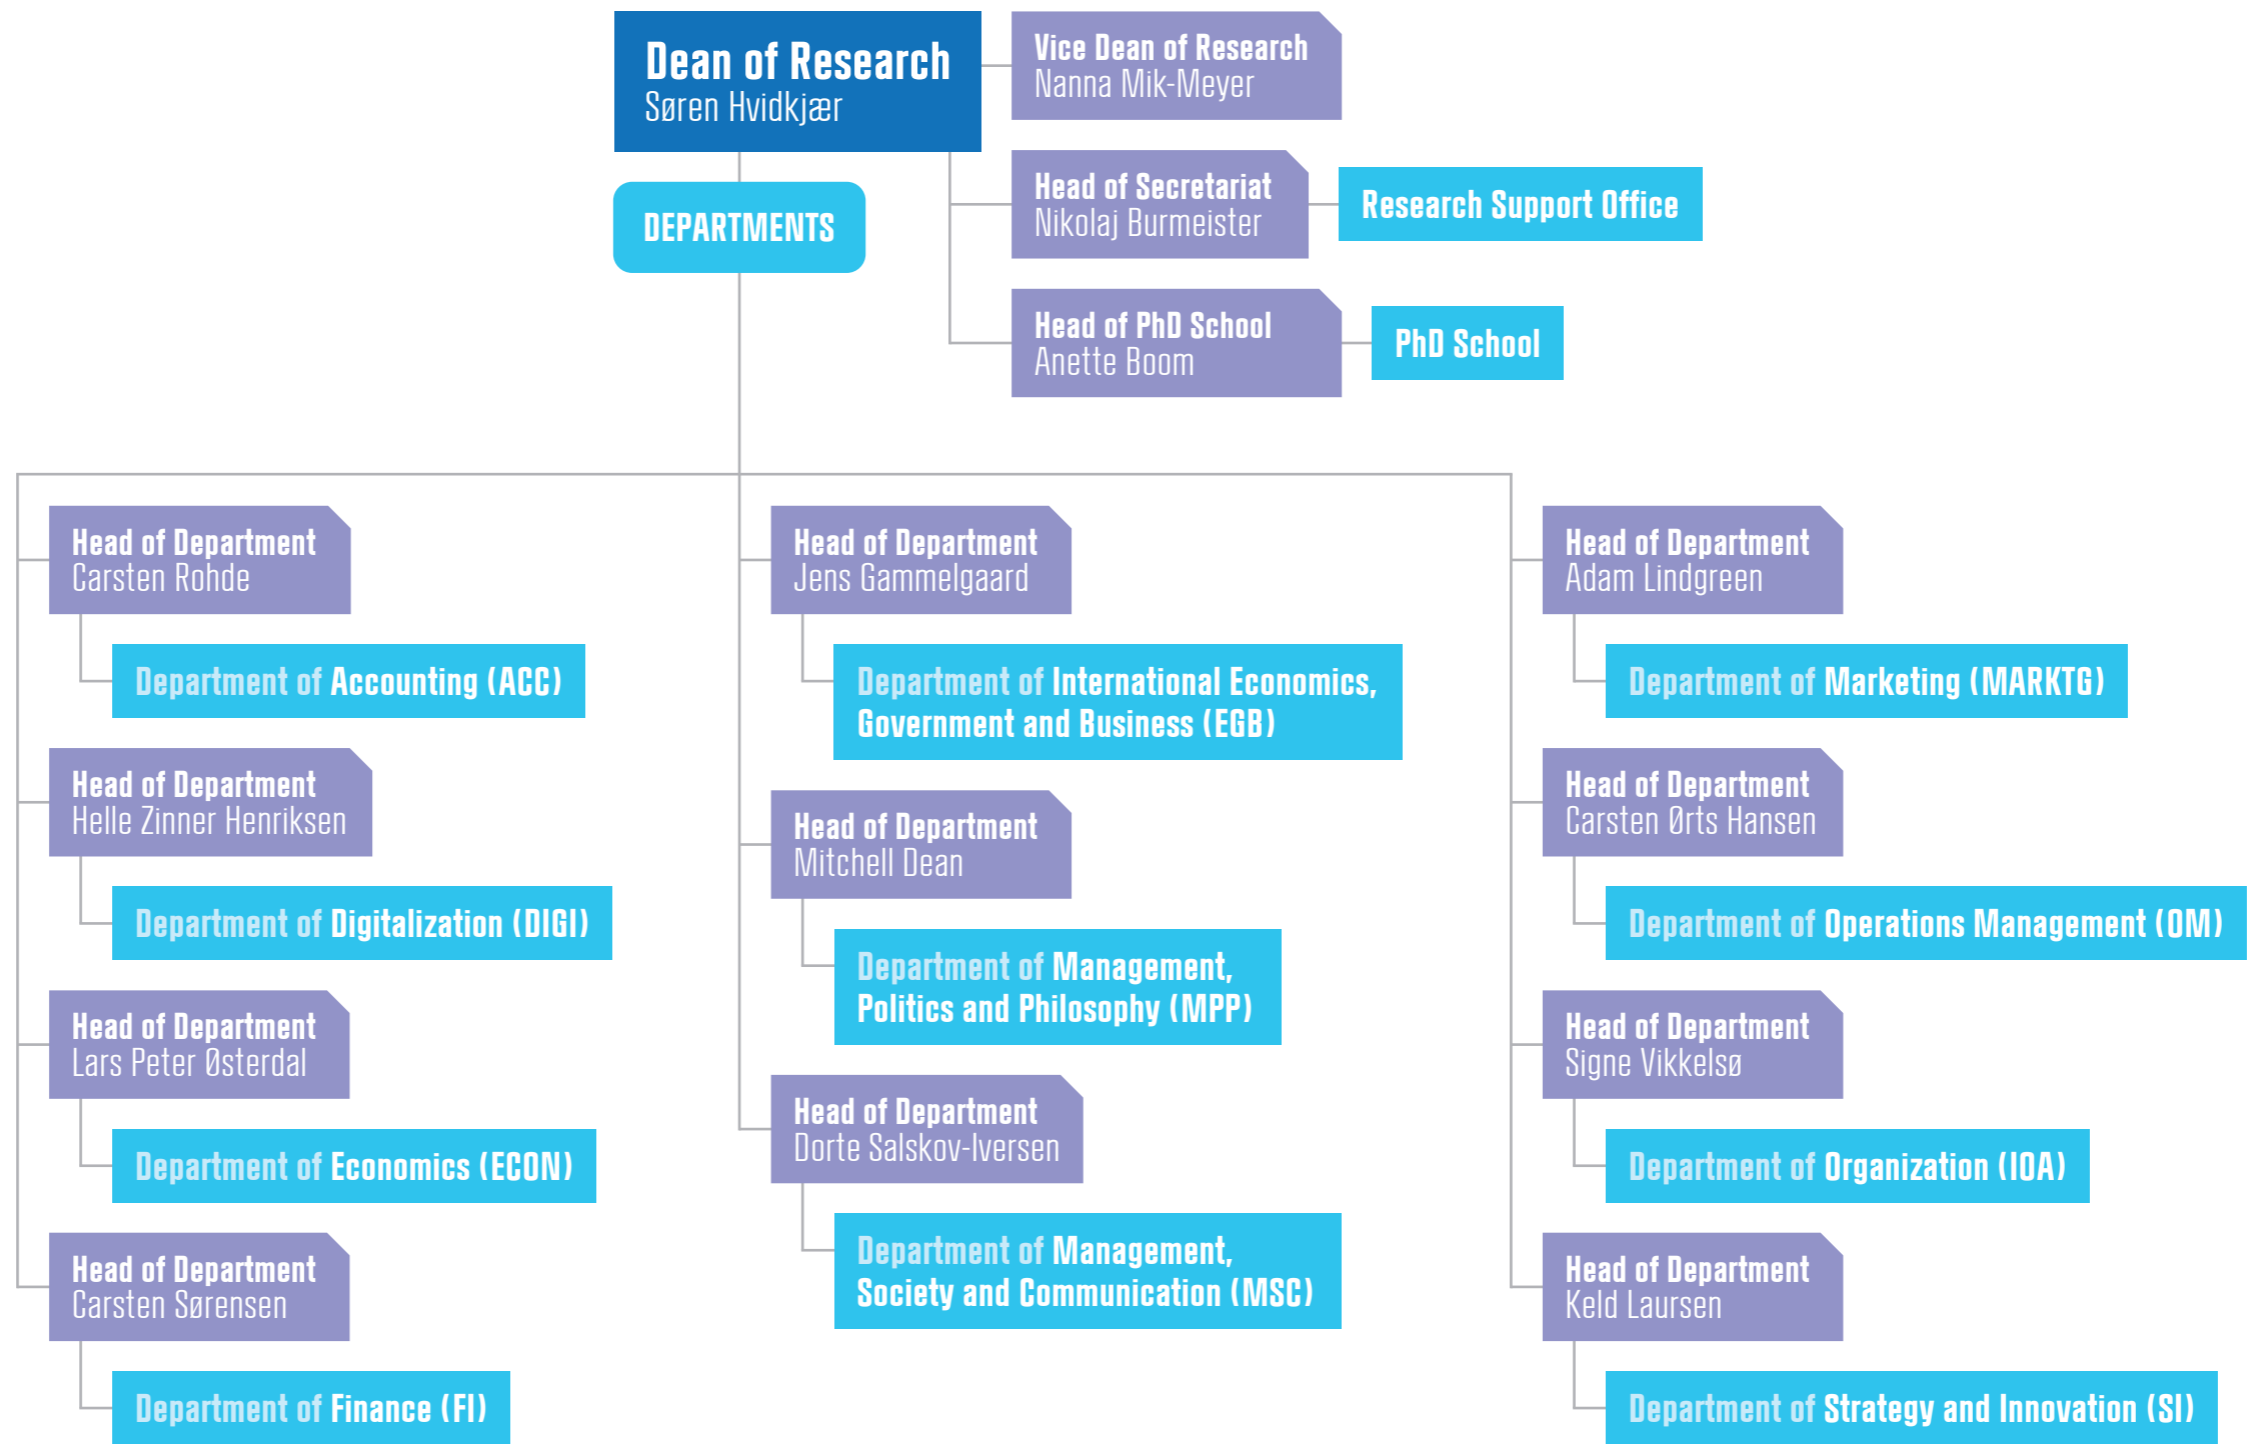 Dean of Research
Søren Hvidkjær
Vice Dean of Research
Nanna Mik-Meyer
Head of Secretariat
Nikolaj Burmeister
Research Support Office
DEPARTMENTS
Head of PhD School
Anette Boom
PhD School
Head of Department
Carsten Rohde
Department of Accounting (ACC)
Head of Department
Helle Zinner Henriksen
Department of Digitalization (DIGI)
Head of Department
Lars Peter Østerdal
Department of Economics (ECON)
Head of Department
Carsten Sørensen
Department of Finance (FI)
Head of Department
Jens Gammelgaard
Department of International Economics,
Government and Business (EGB)
Head of Department
Mitchell Dean
Department of Management,
Politics and Philosophy (MPP)
Head of Department
Dorte Salskov-Iversen
Department of Management,
Society and Communication (MSC)
Head of Department
Adam Lindgreen
Department of Marketing (MARKTG)
Head of Department
Carsten Ørts Hansen
Department of Operations Management (OM)
Head of Department
Signe Vikkelsø
Department of Organization (IOA)
Head of Department
Keld Laursen
Department of Strategy and Innovation (SI)